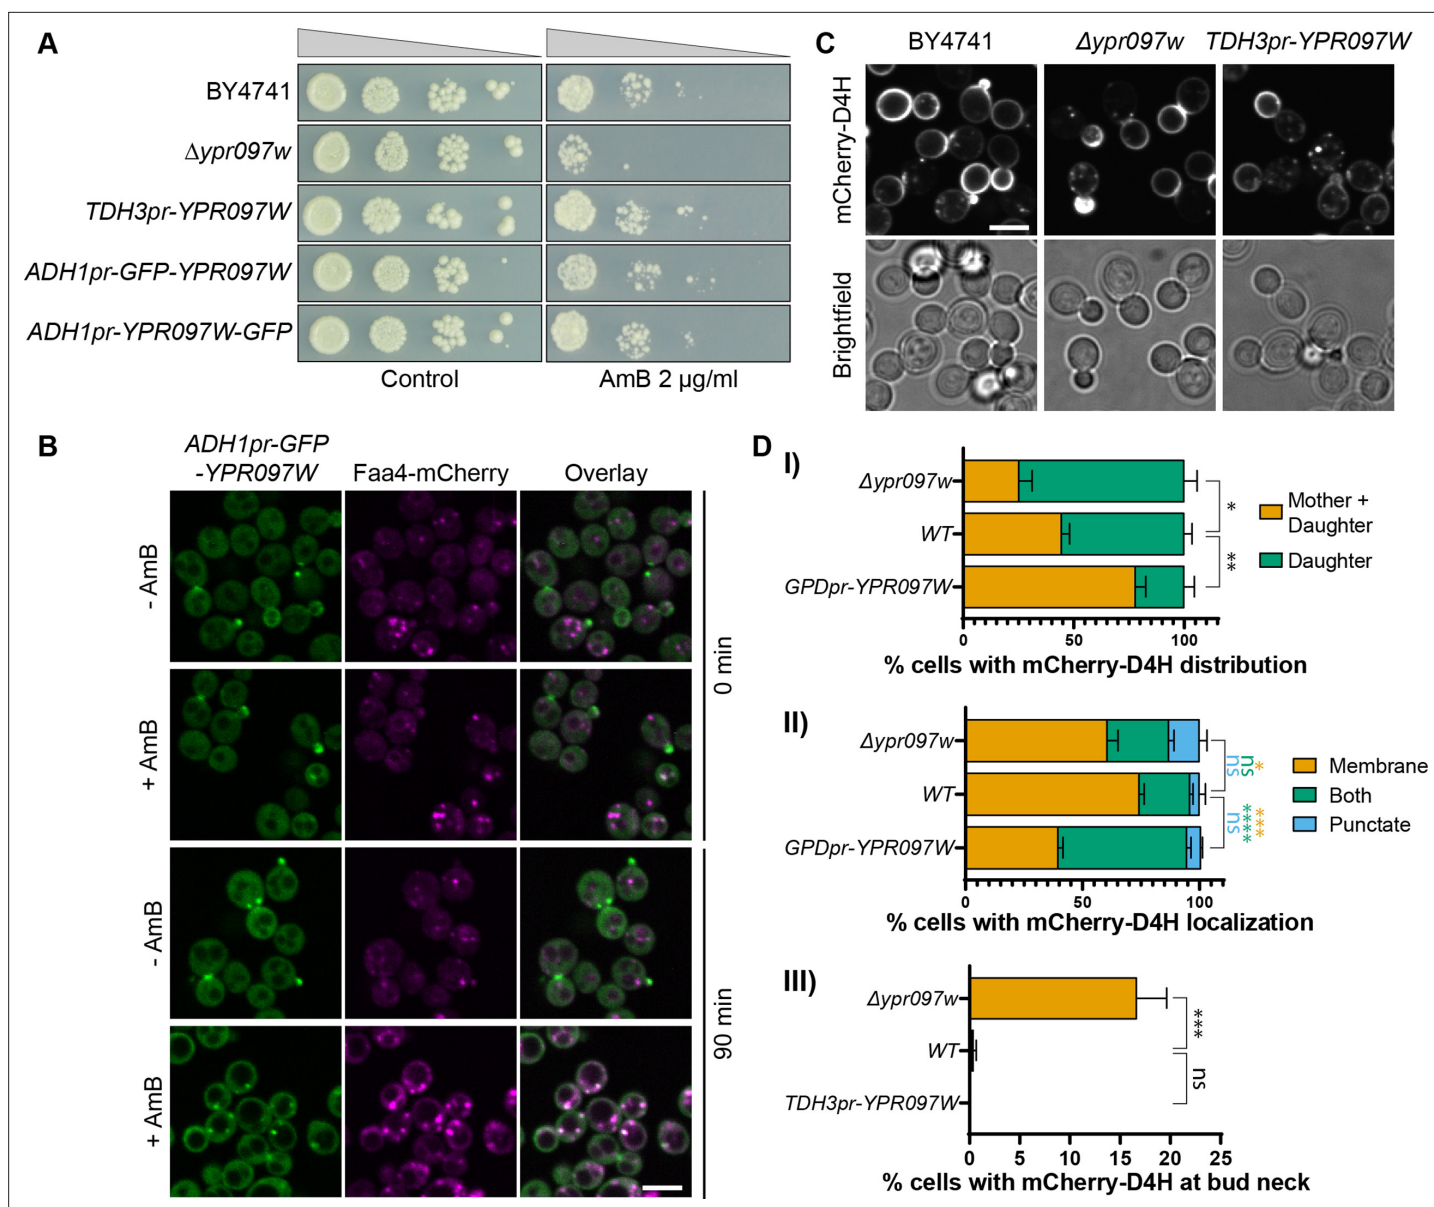 A
BY4741
Δypr097w
TDH3pr-YPR097W
ADH1pr-GFP-YPR097W
ADH1pr-YPR097W-GFP
Control
AmB 2 µg/ml
B
ADH1pr-GFP
-YPR097W
Faa4-mCherry
Overlay
- AmB
+ AmB
0 min
- AmB
+ AmB
90 min
C
BY4741
Δypr097w
TDH3pr-YPR097W
mCherry-D4H
Brightfield
D
I)
Δypr097w
WT
GPDpr-YPR097W
*
**
Mother +
Daughter
Daughter
0 50 100
% cells with mCherry-D4H distribution
II)
Δypr097w
WT
GPDpr-YPR097W
*
ns
ns
***
****
ns
Membrane
Both
Punctate
0 50 100
% cells with mCherry-D4H localization
III)
Δypr097w
WT
TDH3pr-YPR097W
***
ns
0 5 10 15 20 25
% cells with mCherry-D4H at bud neck